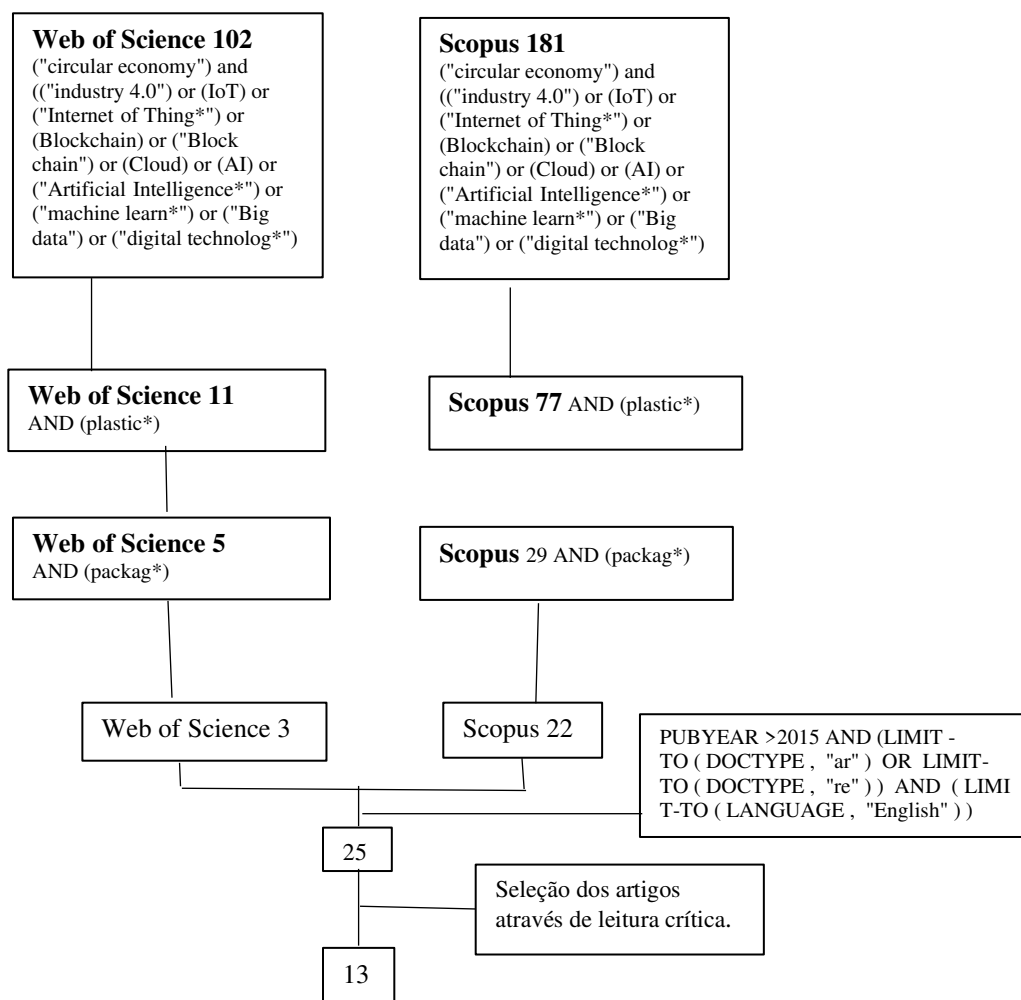 Web of Science 102
("circular economy") and
(("industry 4.0") or (IoT) or
("Internet of Thing*") or
(Blockchain) or ("Block
chain") or (Cloud) or (AI) or
("Artificial Intelligence*") or
("machine learn*") or ("Big
data") or ("digital technolog*")
Scopus 181
("circular economy") and
(("industry 4.0") or (IoT) or
("Internet of Thing*") or
(Blockchain) or ("Block
chain") or (Cloud) or (AI) or
("Artificial Intelligence*") or
("machine learn*") or ("Big
data") or ("digital technolog*")
Web of Science 11
AND (plastic*)
Scopus 77 AND (plastic*)
Web of Science 5
AND (packag*)
Scopus 29 AND (packag*)
Web of Science 3
Scopus 22
PUBYEAR >2015 AND (LIMIT -
TO ( DOCTYPE , "ar" ) OR LIMIT-
TO ( DOCTYPE , "re" ) ) AND ( LIMI
T-TO ( LANGUAGE , "English" ) )
25
Seleção dos artigos
através de leitura crítica.
13